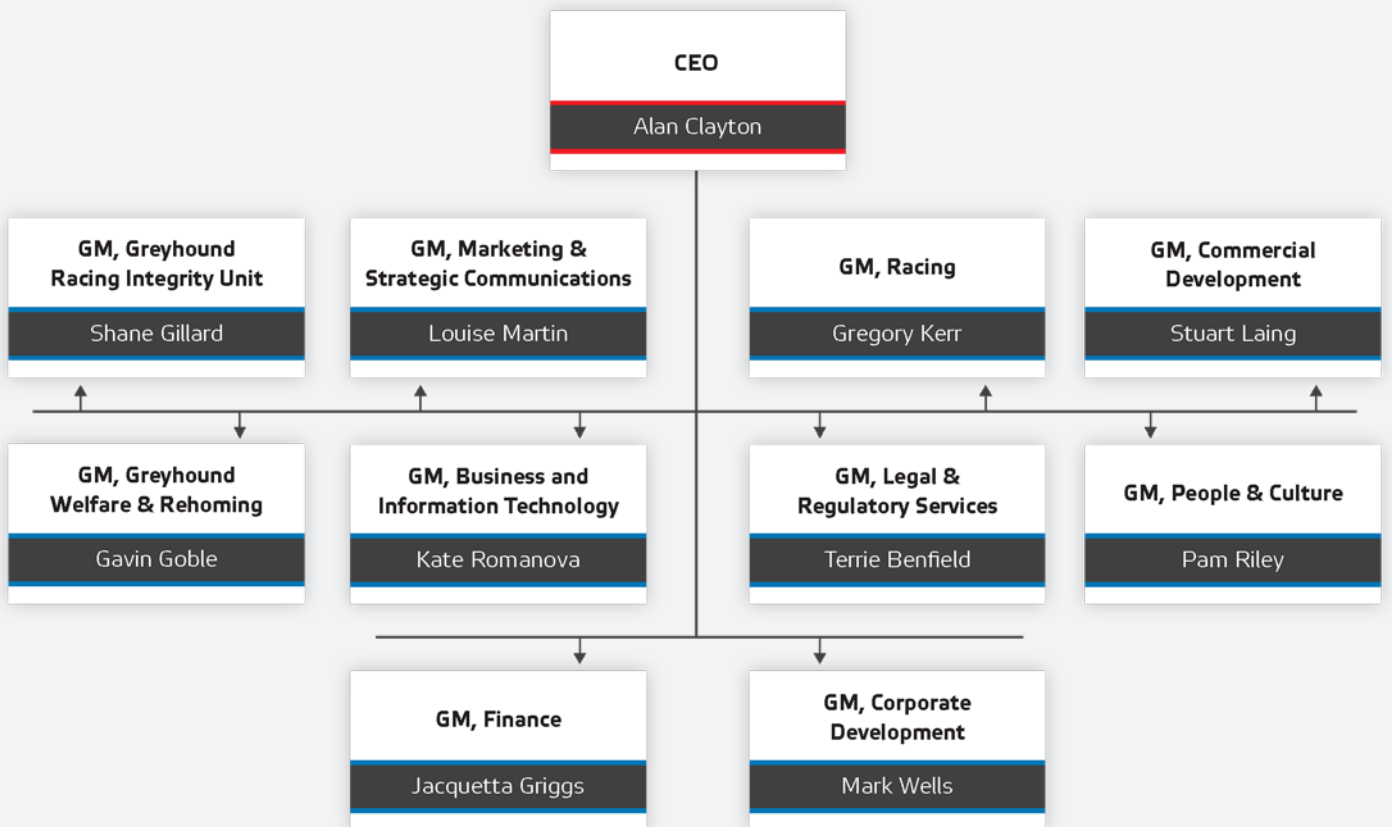 CEO
Alan Clayton
GM, Greyhound
Racing Integrity Unit
Shane Gillard
GM, Marketing &
Strategic Communications
Louise Martin
GM, Racing
Gregory Kerr
GM, Commercial
Development
Stuart Laing
GM, Greyhound
Welfare & Rehoming
Gavin Goble
GM, Business and
Information Technology
Kate Romanova
GM, Legal &
Regulatory Services
Terrie Benfield
GM, People & Culture
Pam Riley
GM, Finance
Jacquetta Griggs
GM, Corporate
Development
Mark Wells